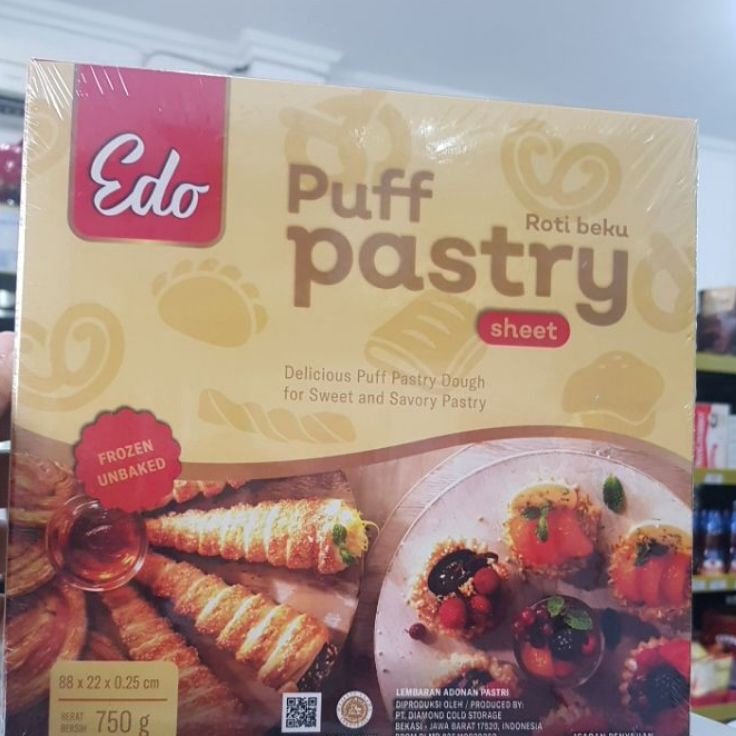 Edo
Puff
Roti beku
pastry
sheet
Delicious Puff Pastry Dough
for Sweet and Savory Pastry
FROZEN
UNBAKED
88 x 22 x 0.25 cm
BERAT
BERSIH 750 g
LEMBARAN ADONAN PASTRI
DIPRODUKSI OLEH / PRODUCED BY:
PT. DIAMOND COLD STORAGE
BEKASI - JAWA BARAT 17520, INDONESIA